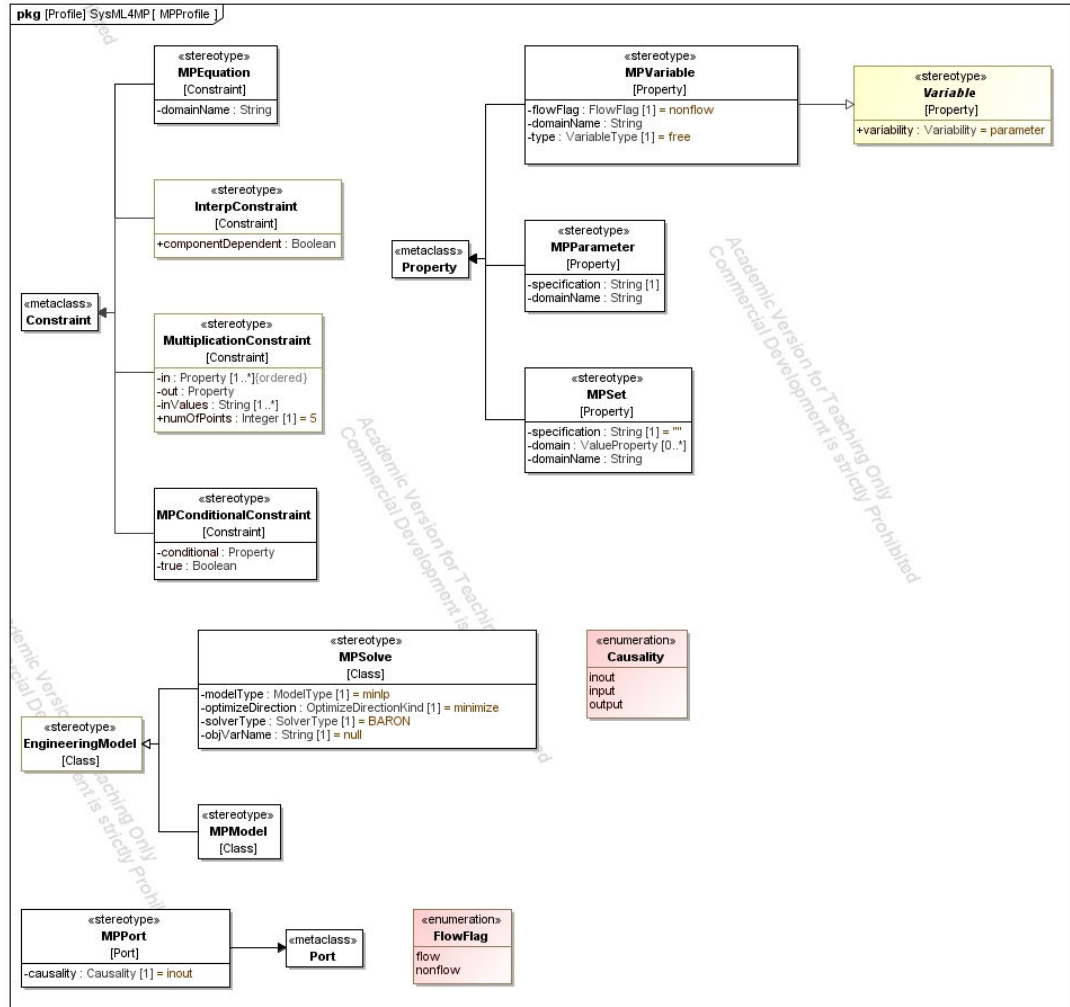 pkg [Profile] SysML4MP[ MPProfile ]
«stereotype»
MPEquation
[Constraint]
-domainName : String
«stereotype»
InterpConstraint
[Constraint]
+componentDependent : Boolean
«metaclass»
Constraint
«stereotype»
MultiplicationConstraint
[Constraint]
-in : Property [1..*]{ordered}
-out : Property
-inValues : String [1..*]
+numOfPoints : Integer [1] = 5
«stereotype»
MPConditionalConstraint
[Constraint]
-conditional : Property
-true : Boolean
«stereotype»
MPVariable
[Property]
-flowFlag : FlowFlag [1] = nonflow
-domainName : String
-type : VariableType [1] = free
«stereotype»
Variable
[Property]
+variability : Variability = parameter
«metaclass»
Property
«stereotype»
MPParameter
[Property]
-specification : String [1]
-domainName : String
«stereotype»
MPSet
[Property]
-specification : String [1] = ""
-domain : ValueProperty [0..*]
-domainName : String
Academic Version for Teaching Only
Commercial Development is strictly Prohibited
Academic Version for Teaching Only
Commercial Development is
«stereotype»
EngineeringModel
[Class]
«stereotype»
MPSolve
[Class]
-modelType : ModelType [1] = minlp
-optimizeDirection : OptimizeDirectionKind [1] = minimize
-solverType : SolverType [1] = BARON
-objVarName : String [1] = null
«enumeration»
Causality
inout
input
output
«stereotype»
MPModel
[Class]
«stereotype»
MPPort
[Port]
-causality : Causality [1] = inout
«metaclass»
Port
«enumeration»
FlowFlag
flow
nonflow